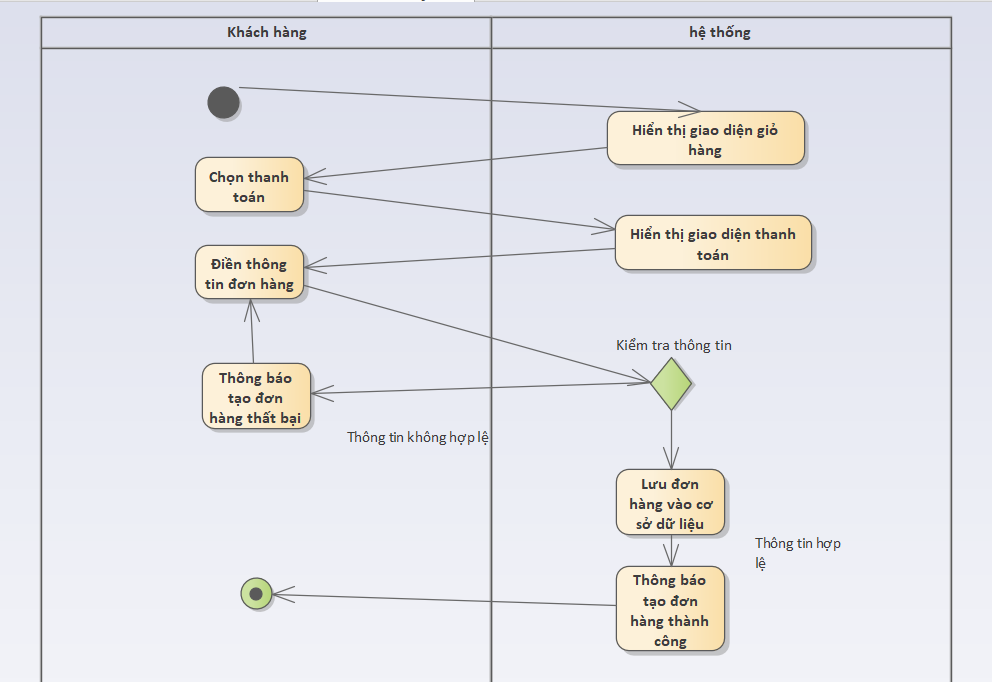 Khách hàng
hệ thống
Hiển thị giao diện giỏ
hàng
Chọn thanh
toán
Hiển thị giao diện thanh
toán
Điền thông
tin đơn hàng
Kiểm tra thông tin
Thông báo
tạo đơn
hàng thất bại
Thông tin không hợp lệ
Lưu đơn
hàng vào cơ
sở dữ liệu
Thông tin hợp
lệ
Thông báo
tạo đơn
hàng thành
công